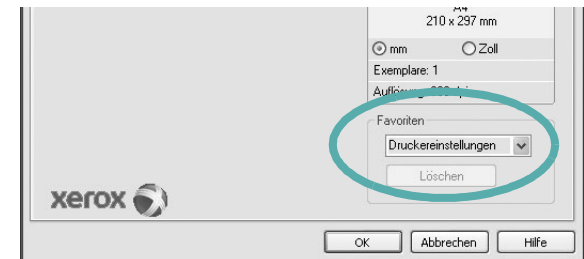 A4
210 x 297 mm
mm Zoll
Exemplare: 1
Favoriten
Druckereinstellungen
Löschen
xerox
OK Abbrechen Hilfe